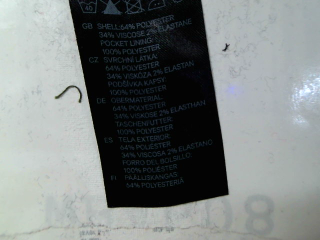 GB SHELL:64% POLYESTER
34% VISCOSE 2% ELASTANE
POCKET LINING:
100% POLYESTER
CZ SVRCHNÍ LÁTKA:
64% POLYESTER
34% VISKÓZA 2% ELASTAN
PODŠÍVKA KAPSY:
100% POLYESTER
DE OBERMATERIAL:
64% POLYESTER
34% VISKOSE 2% ELASTHAN
TASCHENFUTTER:
100% POLYESTER
ES TELA EXTERIOR:
64% POLIÉSTER
34% VISCOSA 2% ELASTANO
FORRO DEL BOLSILLO:
100% POLIÉSTER
FI PÄÄLLISKANGAS:
64% POLYESTERIÄ